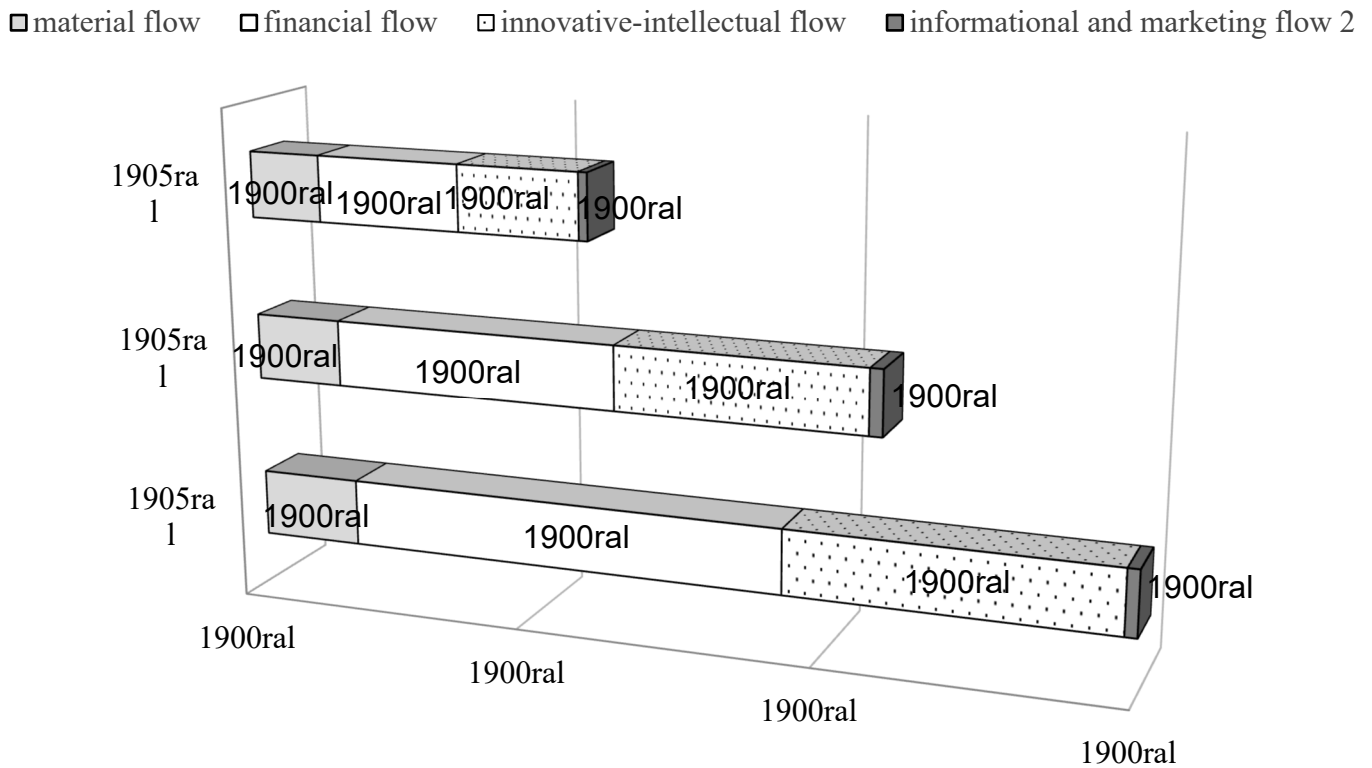 material flow financial flow innovative-intellectual flow informational and marketing flow 2
1905ra
l
1900ral 1900ral 1900ral 1900ral
1905ra
l
1900ral 1900ral 1900ral 1900ral
1905ra
l
1900ral 1900ral 1900ral 1900ral
1900ral
1900ral
1900ral
1900ral